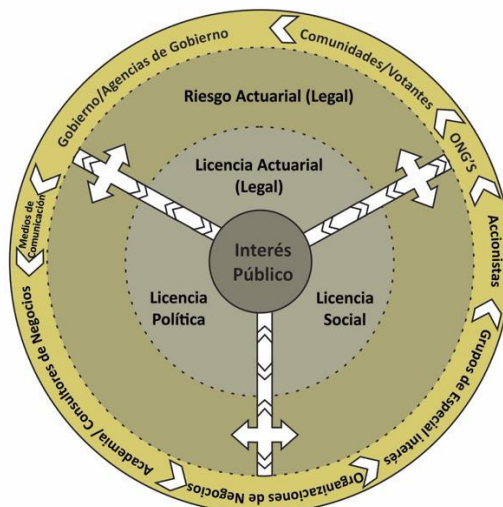 Gobierno/Agencias de Gobierno
Comunidades/Votantes
ONG'S
Accionistas
Grupos de Especial interés
Organizaciones de Negocios
Academia/ Consultores de Negocios
Medios de
Comunicación
Riesgo Actuarial (Legal)
Licencia Actuarial
(Legal)
Interés
Público
Licencia
Política
Licencia
Social